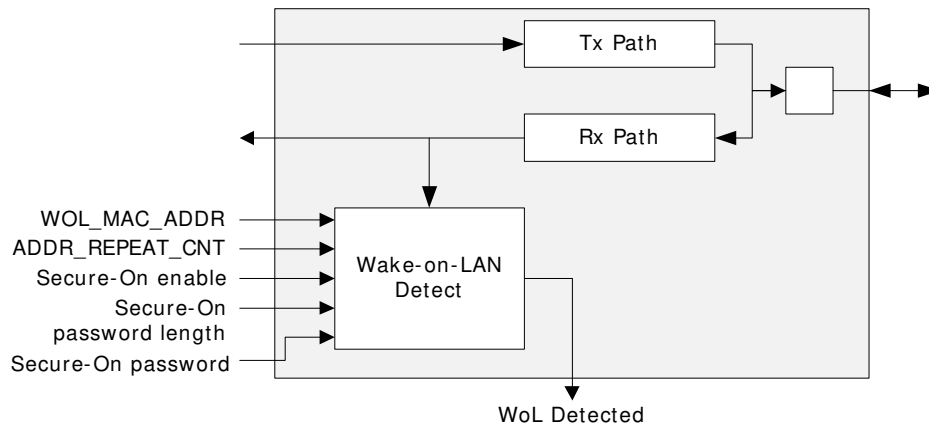 Tx Path
Rx Path
WOL_MAC_ADDR
ADDR_REPEAT_CNT
Secure-On enable
Secure-On
password length
Secure-On password
Wake-on-LAN
Detect
WoL Detected